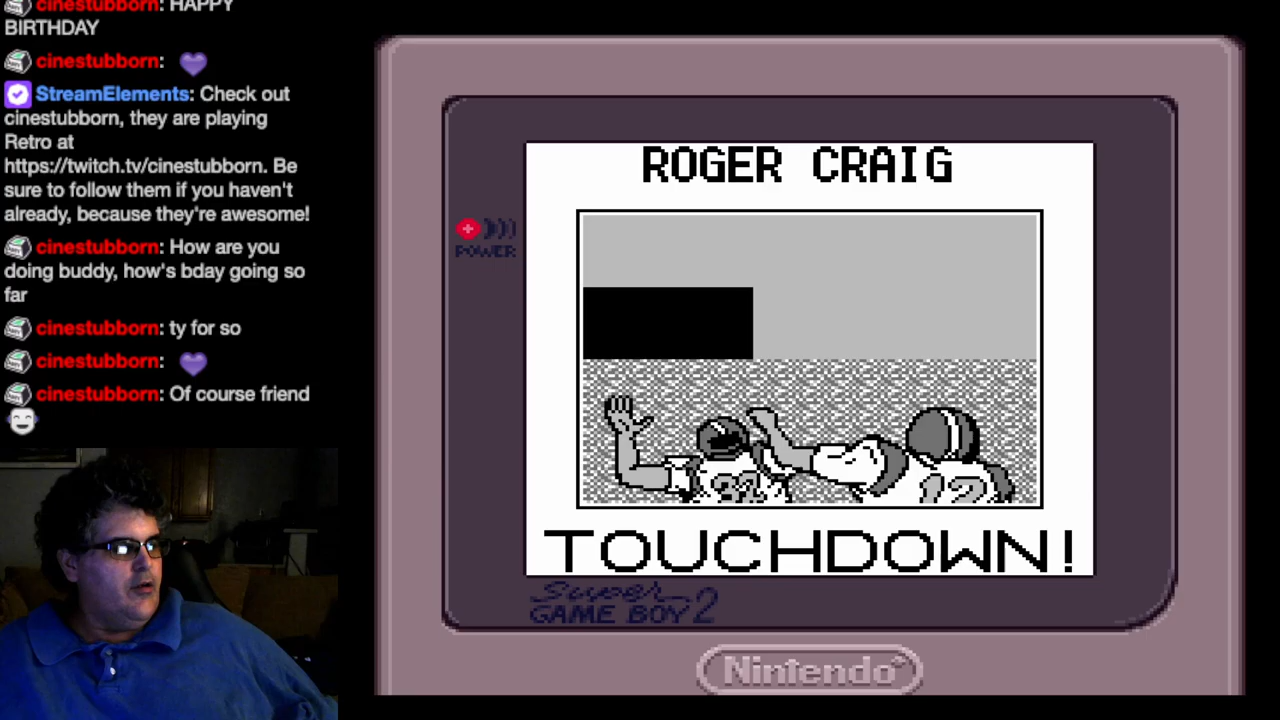 cinestubborn: HAPPY
BIRTHDAY
cinestubborn:
StreamElements: Check out
cinestubborn, they are playing
Retro at
https://twitch.tv/cinestubborn. Be
sure to follow them if you haven't
already, because they're awesome!
cinestubborn: How are you
doing buddy, how's bday going so
far
cinestubborn: ty for so
cinestubborn:
cinestubborn: Of course friend
ROGER CRAIG
POWER
12
TOUCHDOWN!
Super
GAME BOY 2
Nintendo